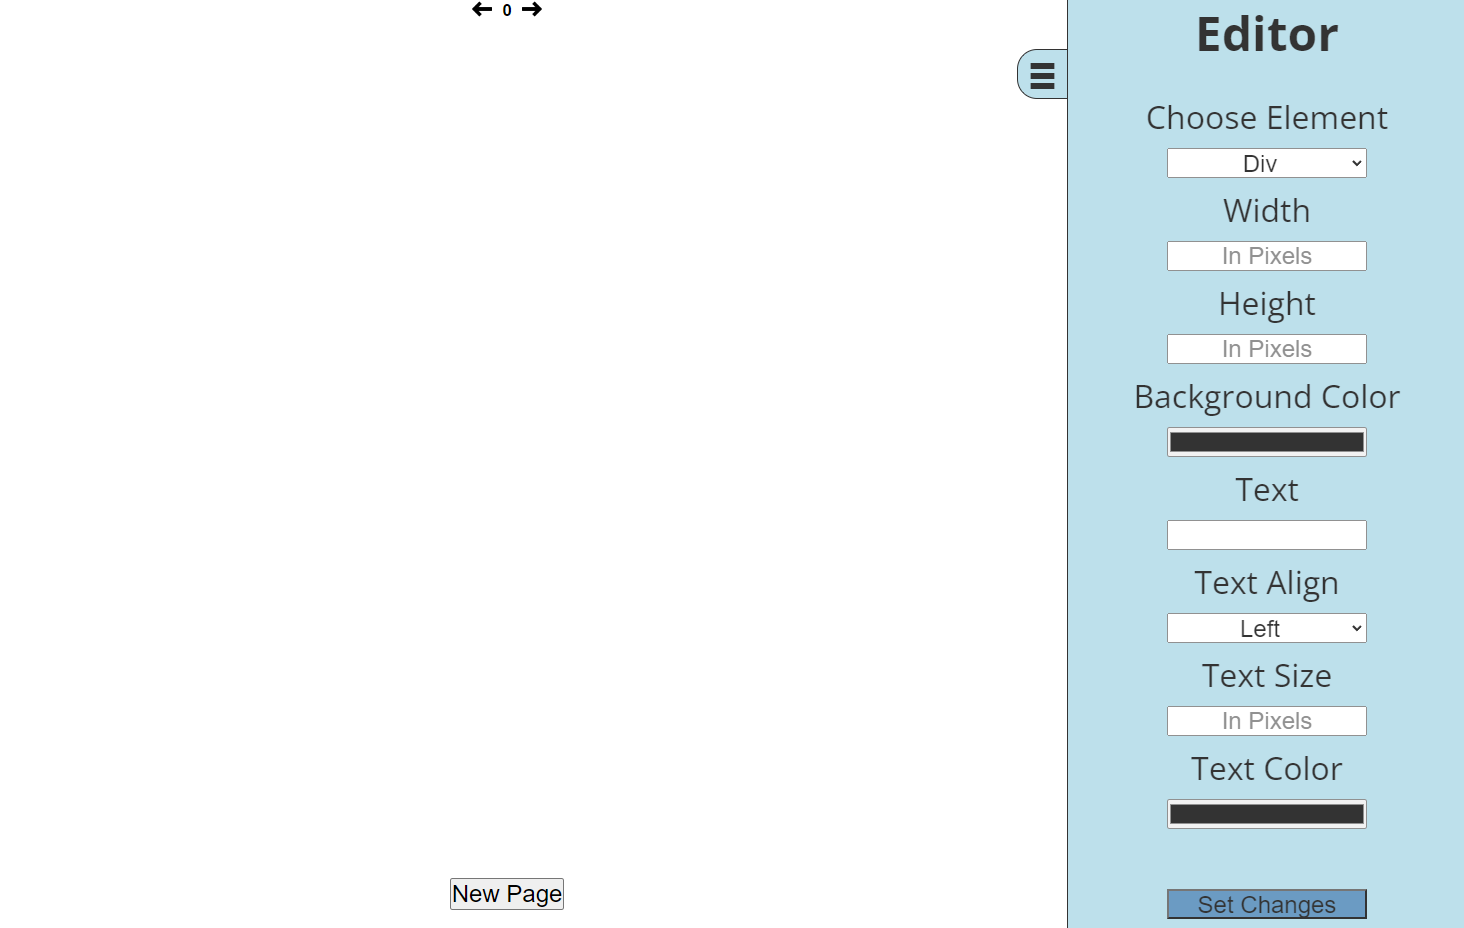 0
Editor
Choose Element
Div
Width
In Pixels
Height
In Pixels
Background Color
Text
Text Align
Left
Text Size
In Pixels
Text Color
New Page
Set Changes